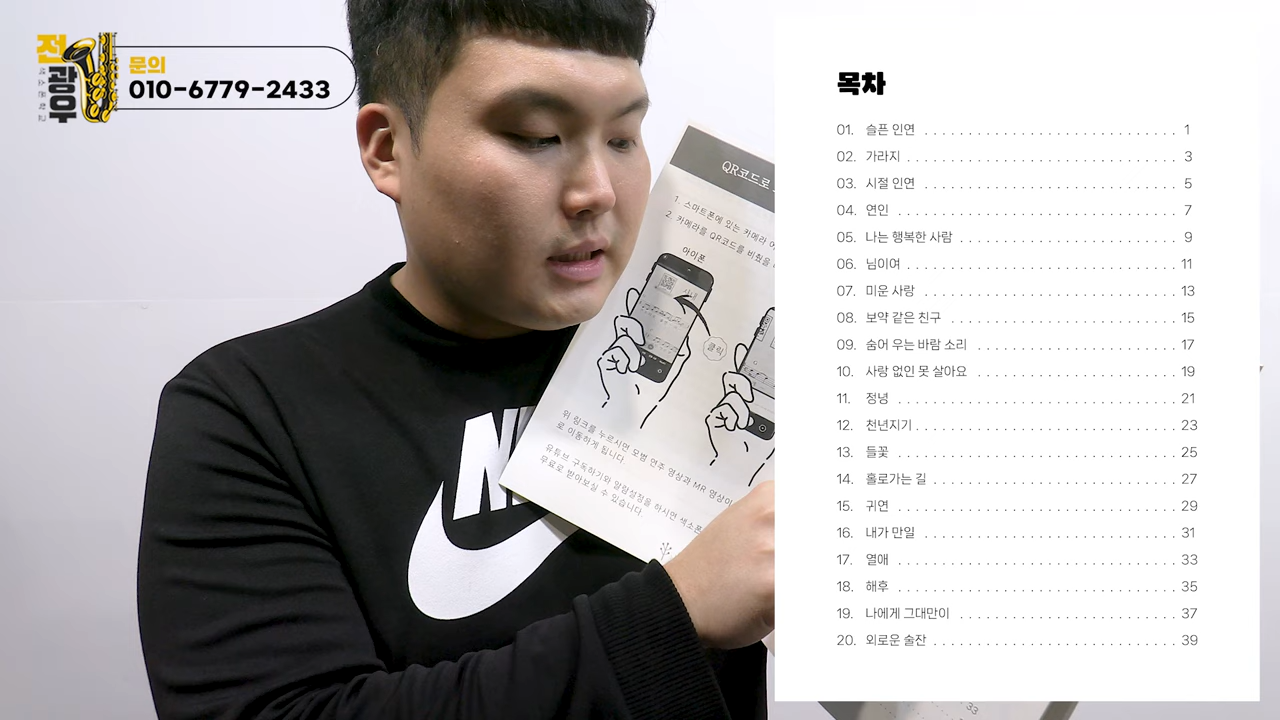 전광우
색소폰학교
문의
010-6779-2433
NI
QR코드로
1. 스마트폰에 있는 카메라
2. 카메라를 QR코드를 비췄을
아이폰
클릭
위 링크를 누르시면 모범 연주 영상과 MR 영상이
로 이동하게 됩니다.
유튜브 구독하기와 알람설정을 하시면 색소폰
무료로 받아보실 수 있습니다.
목차
01. 슬픈 인연 1
02. 가라지 3
03. 시절 인연 5
04. 연인 7
05. 나는 행복한 사람 9
06. 님이여 11
07. 미운 사랑 13
08. 보약 같은 친구 15
09. 숨어 우는 바람 소리 17
10. 사랑 없인 못 살아요 19
11. 정녕 21
12. 천년지기 23
13. 들꽃 25
14. 홀로가는 길 27
15. 귀연 29
16. 내가 만일 31
17. 열애 33
18. 해후 35
19. 나에게 그대만이 37
20. 외로운 술잔 39
33